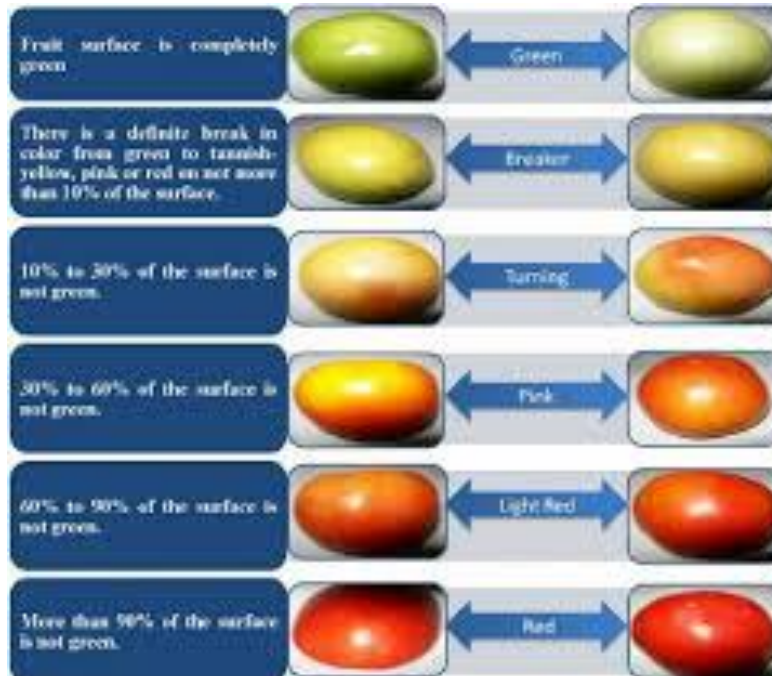 Fruit surface is completely
green
Green
There is a definite break in
color from green to tannish-
yellow, pink or red on not more
than 10% of the surface.
Breaker
10% to 30% of the surface is
not green.
Turning
30% to 60% of the surface is
not green.
Pink
60% to 90% of the surface is
not green.
Light Red
More than 90% of the surface
is not green.
Red